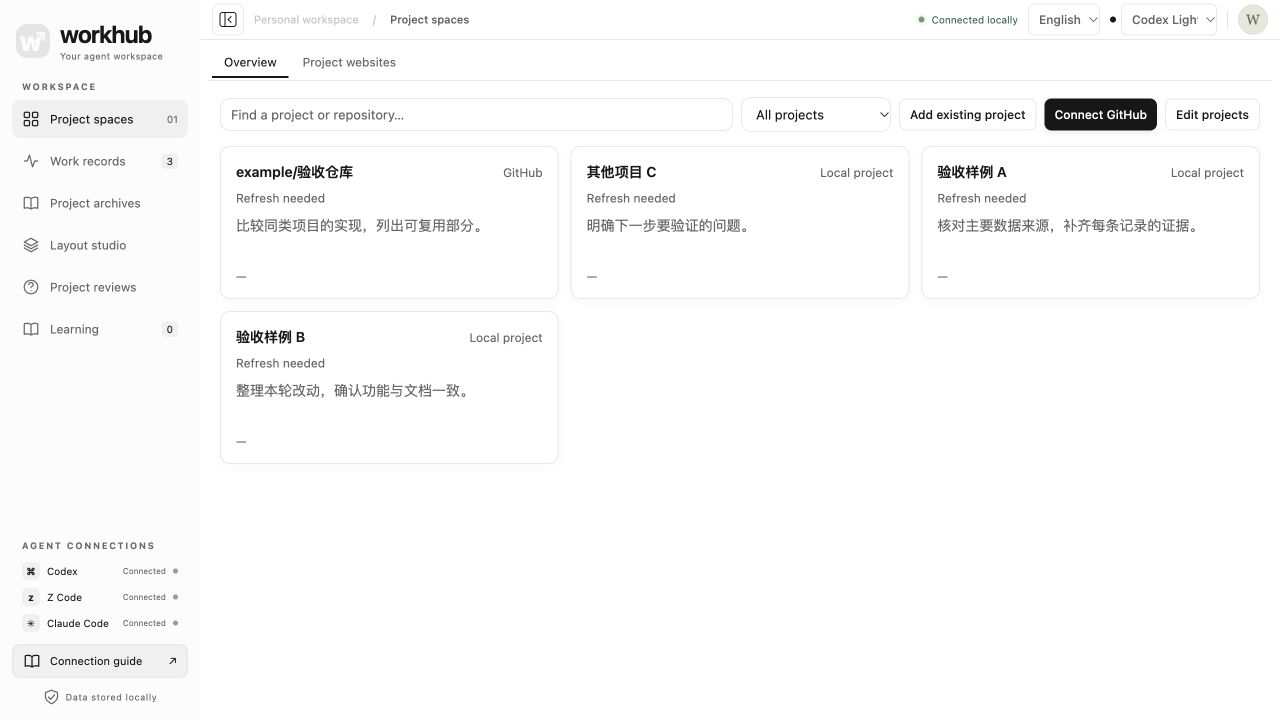 workhub
Your agent workspace
WORKSPACE
Project spaces 01
Work records 3
Project archives
Layout studio
Project reviews
Learning 0
AGENT CONNECTIONS
Codex Connected
Z Code Connected
Claude Code Connected
Connection guide
Data stored locally
Personal workspace / Project spaces
Connected locally
English
Codex Ligh
W
Overview
Project websites
Find a project or repository...
All projects
Add existing project
Connect GitHub
Edit projects
example/验收仓库 GitHub
Refresh needed
比较同类项目的实现，列出可复用部分。
—
其他项目 C Local project
Refresh needed
明确下一步要验证的问题。
—
验收样例 A Local project
Refresh needed
核对主要数据来源，补齐每条记录的证据。
—
验收样例 B Local project
Refresh needed
整理本轮改动，确认功能与文档一致。
—